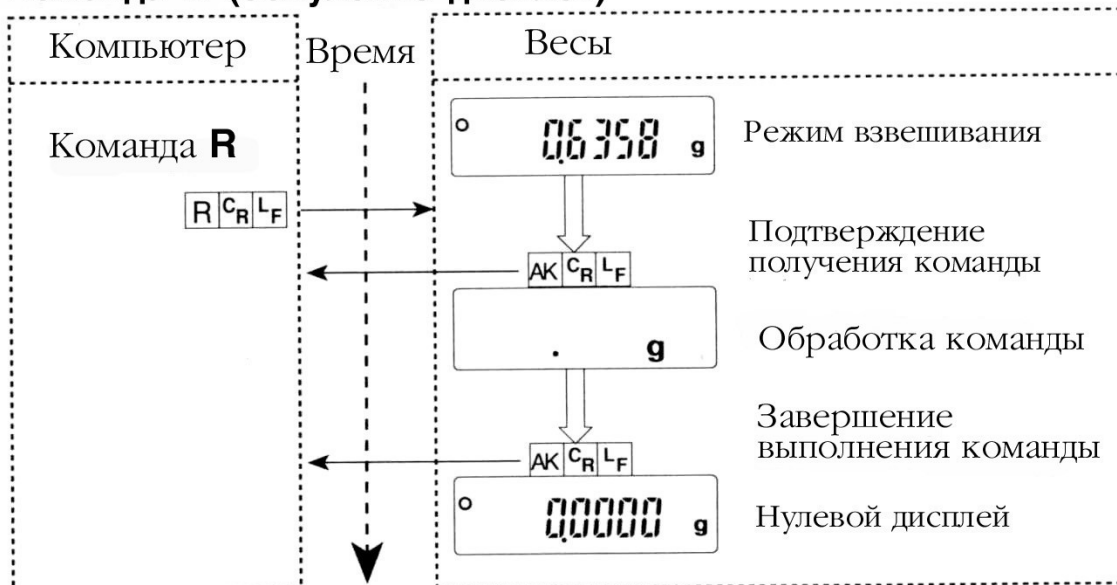 Компьютер
Время
Весы
0.6358 g
Режим взвешивания
Команда R
R CR LF
Подтверждение
получения команды
AK CR LF
. g
Обработка команды
Завершение
выполнения команды
AK CR LF
0.0000 g
Нулевой дисплей